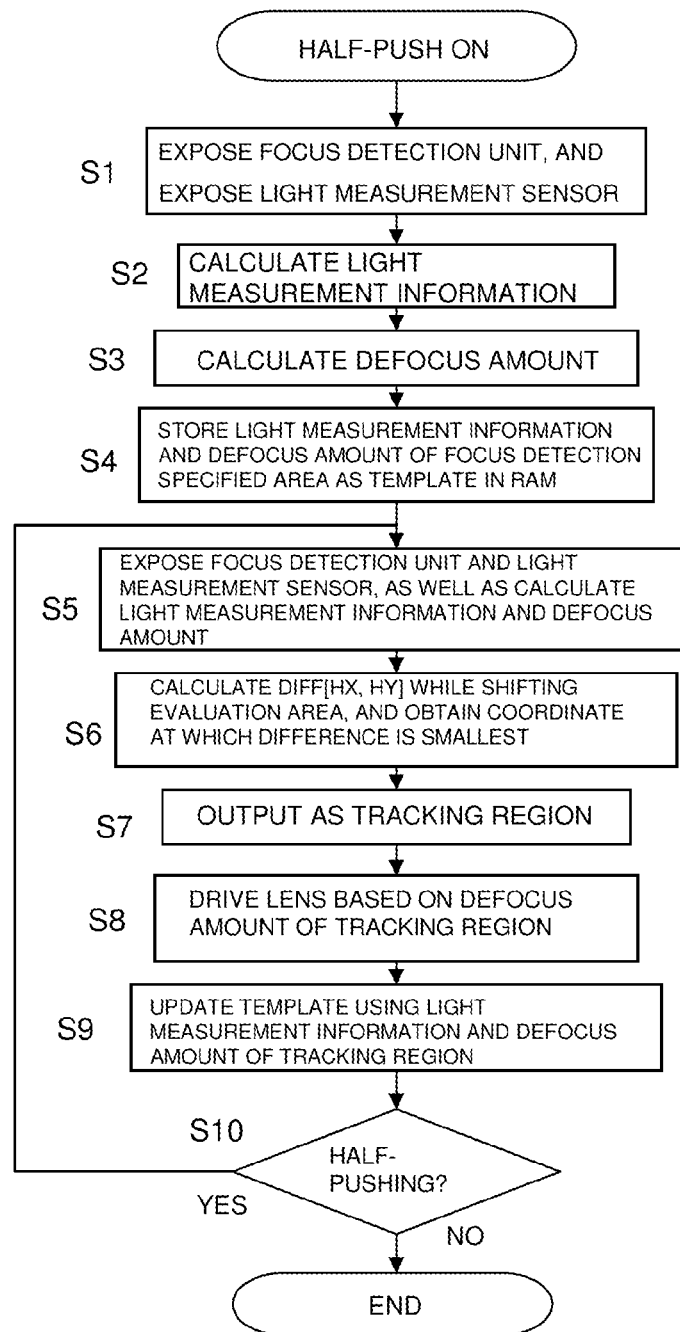 HALF-PUSH ON
S1
EXPOSE FOCUS DETECTION UNIT, AND
EXPOSE LIGHT MEASUREMENT SENSOR
S2
CALCULATE LIGHT
MEASUREMENT INFORMATION
S3
CALCULATE DEFOCUS AMOUNT
S4
STORE LIGHT MEASUREMENT INFORMATION
AND DEFOCUS AMOUNT OF FOCUS DETECTION
SPECIFIED AREA AS TEMPLATE IN RAM
S5
EXPOSE FOCUS DETECTION UNIT AND LIGHT
MEASUREMENT SENSOR, AS WELL AS CALCULATE
LIGHT MEASUREMENT INFORMATION AND DEFOCUS
AMOUNT
S6
CALCULATE DIFF[HX, HY] WHILE SHIFTING
EVALUATION AREA, AND OBTAIN COORDINATE
AT WHICH DIFFERENCE IS SMALLEST
S7
OUTPUT AS TRACKING REGION
S8
DRIVE LENS BASED ON DEFOCUS
AMOUNT OF TRACKING REGION
S9
UPDATE TEMPLATE USING LIGHT
MEASUREMENT INFORMATION AND DEFOCUS
AMOUNT OF TRACKING REGION
S10
HALF-
PUSHING?
YES
NO
END